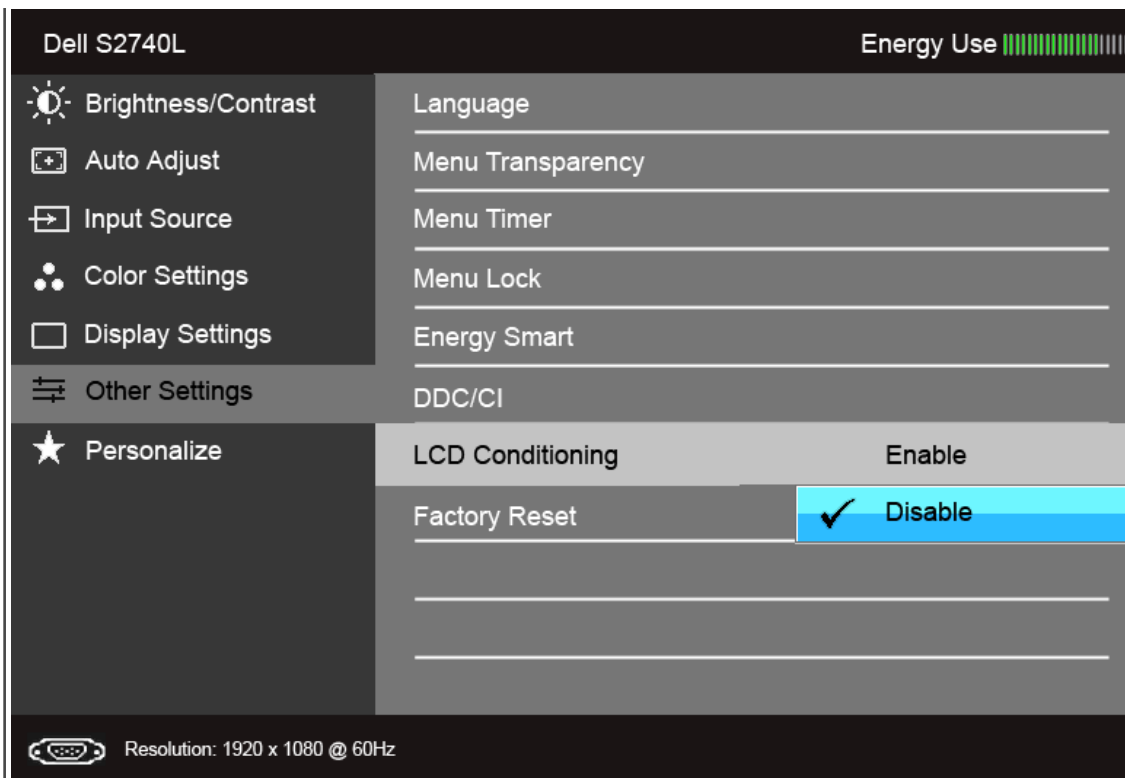 Dell S2740L Energy Use
Brightness/Contrast
Auto Adjust
Input Source
Color Settings
Display Settings
Other Settings
Personalize
Language
Menu Transparency
Menu Timer
Menu Lock
Energy Smart
DDC/CI
LCD Conditioning Enable
Factory Reset Disable
Resolution: 1920 x 1080 @ 60Hz